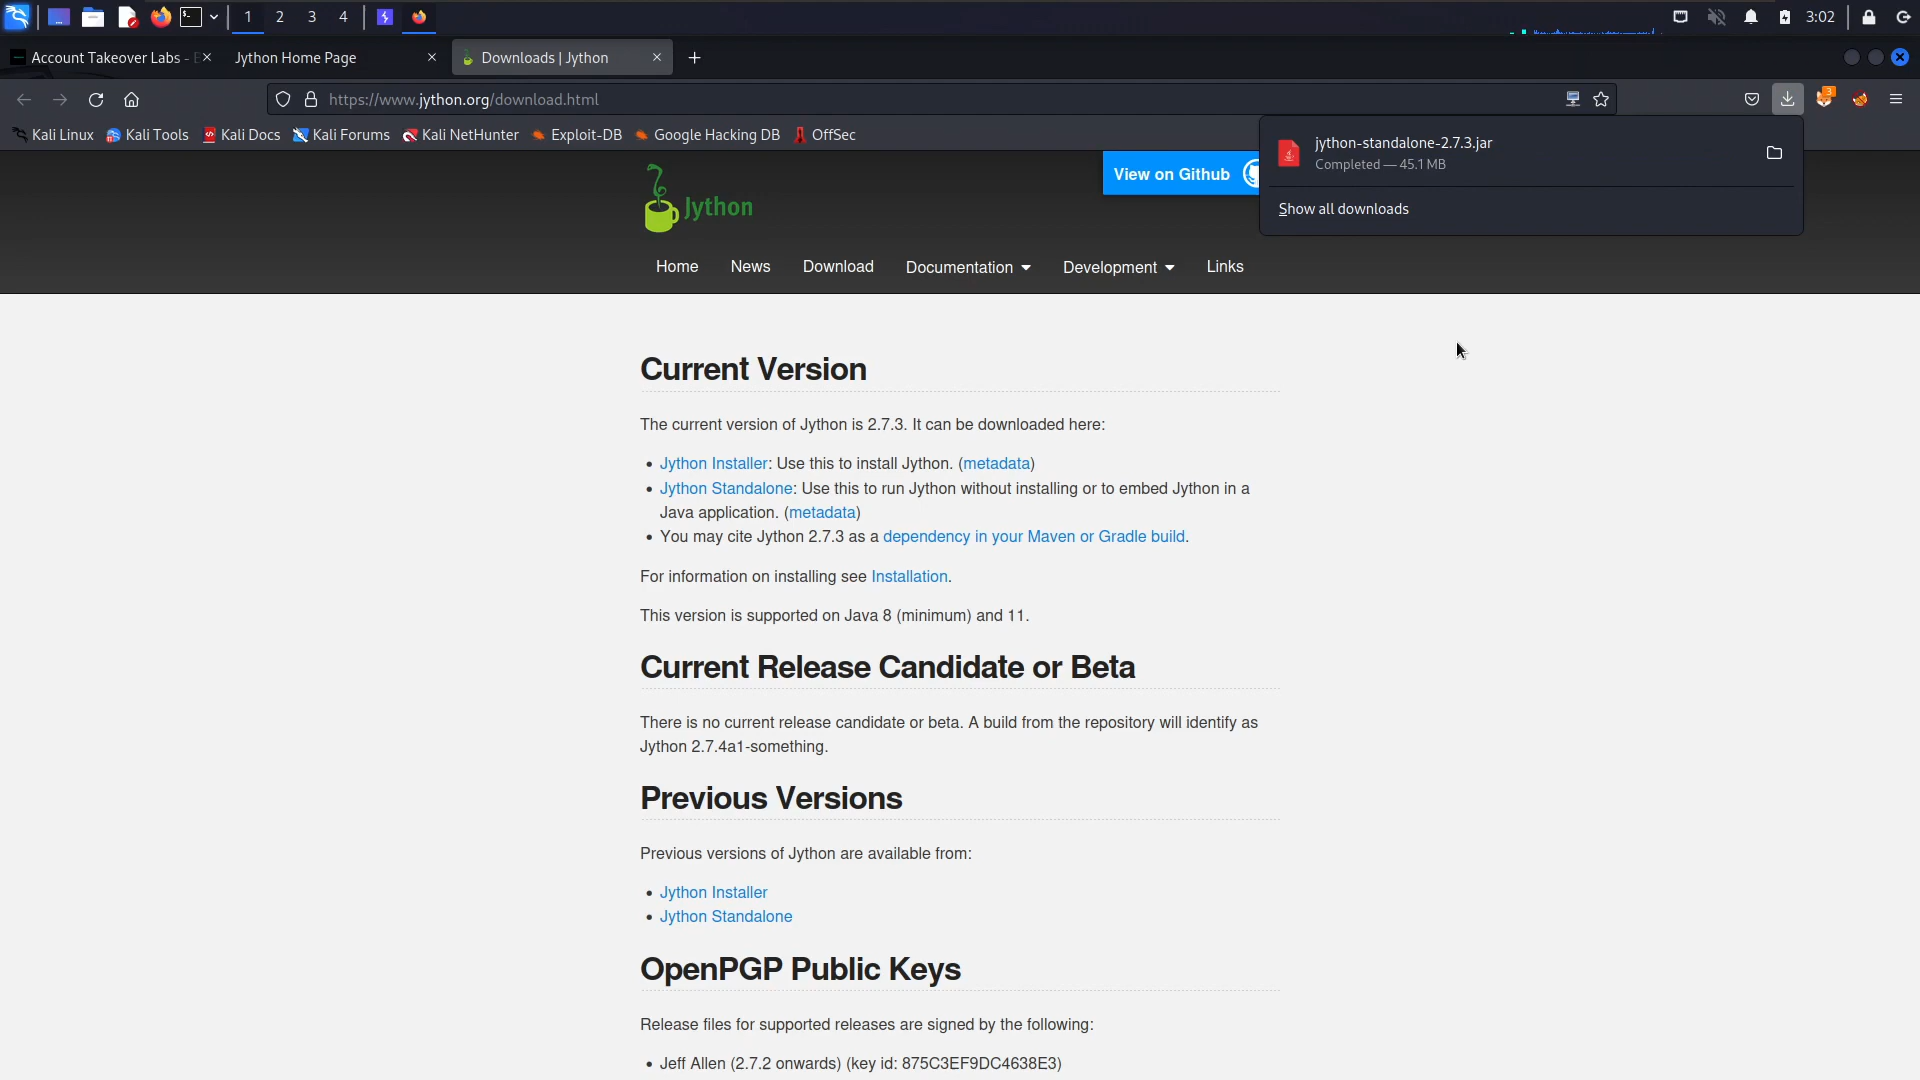 1 2 3 4 3:02
Account Takeover Labs -
Jython Home Page
Downloads | Jython
https://www.jython.org/download.html
3
Kali Linux Kali Tools Kali Docs Kali Forums Kali NetHunter Exploit-DB Google Hacking DB OffSec
jython-standalone-2.7.3.jar
Completed — 45.1 MB
Show all downloads
View on Github
Jython
Home News Download Documentation Development Links
Current Version
The current version of Jython is 2.7.3. It can be downloaded here:
• Jython Installer: Use this to install Jython. (metadata)
• Jython Standalone: Use this to run Jython without installing or to embed Jython in a
Java application. (metadata)
• You may cite Jython 2.7.3 as a dependency in your Maven or Gradle build.
For information on installing see Installation.
This version is supported on Java 8 (minimum) and 11.
Current Release Candidate or Beta
There is no current release candidate or beta. A build from the repository will identify as
Jython 2.7.4a1-something.
Previous Versions
Previous versions of Jython are available from:
• Jython Installer
• Jython Standalone
OpenPGP Public Keys
Release files for supported releases are signed by the following:
• Jeff Allen (2.7.2 onwards) (key id: 875C3EF9DC4638E3)